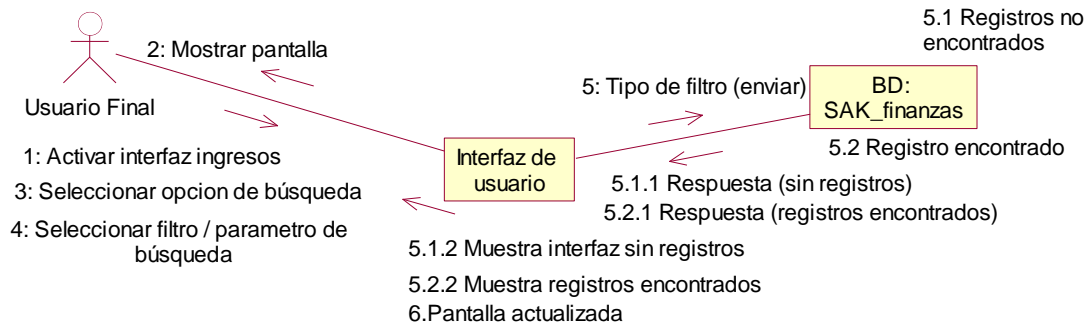 5.1 Registros no
encontrados
2: Mostrar pantalla
5: Tipo de filtro (enviar)
BD:
SAK_finanzas
Usuario Final
5.2 Registro encontrado
1: Activar interfaz ingresos
Interfaz de
usuario
3: Seleccionar opcion de búsqueda
5.1.1 Respuesta (sin registros)
5.2.1 Respuesta (registros encontrados)
4: Seleccionar filtro / parametro de
búsqueda
5.1.2 Muestra interfaz sin registros
5.2.2 Muestra registros encontrados
6.Pantalla actualizada